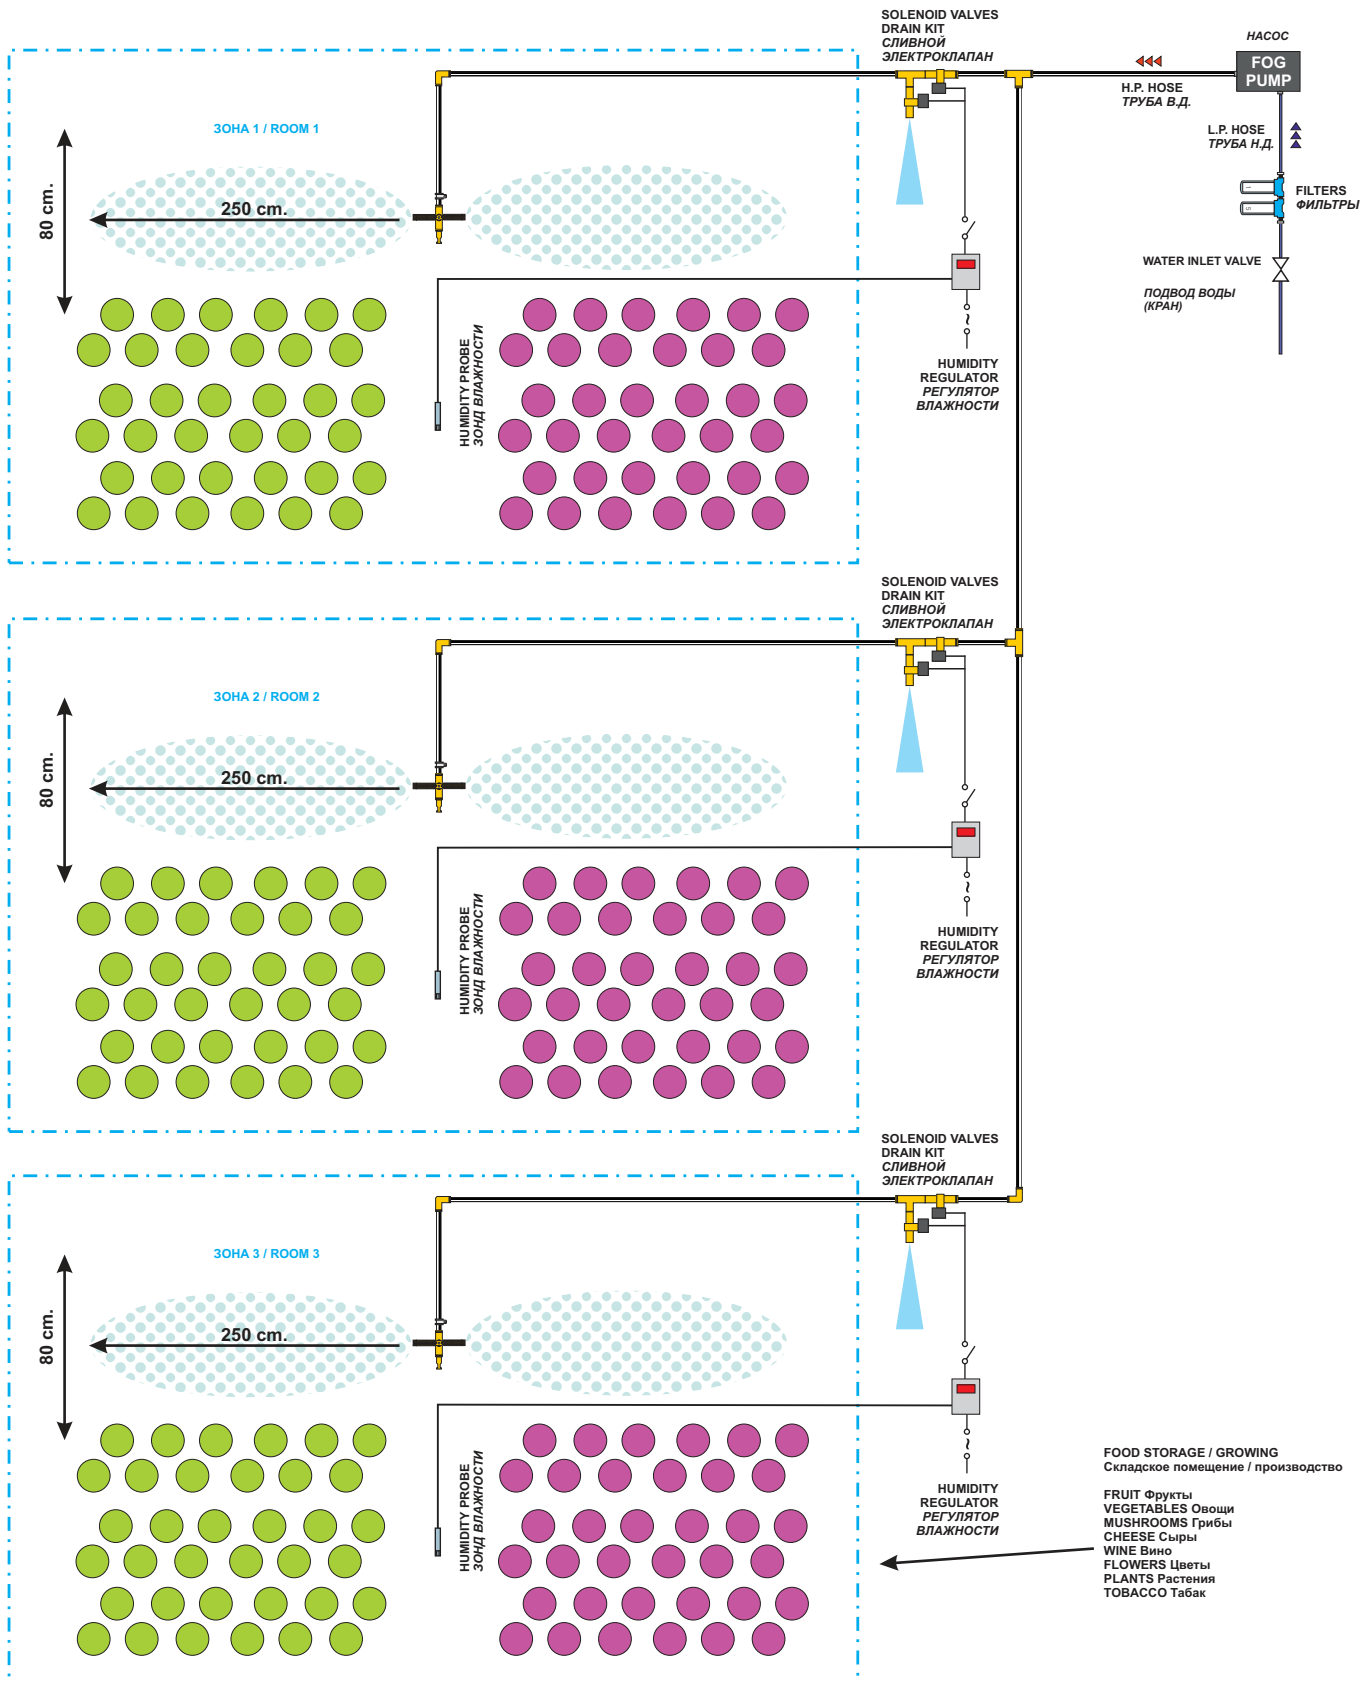 SOLENOID VALVES
DRAIN KIT
СЛИВНОЙ
ЭЛЕКТРОКЛАПАН
НАСОС
FOG
PUMP
H.P. HOSE
ТРУБА В.Д.
L.P. HOSE
ТРУБА Н.Д.
FILTERS
ФИЛЬТРЫ
1
5
WATER INLET VALVE
ПОДВОД ВОДЫ
(КРАН)
ЗОНА 1 / ROOM 1
80 cm.
250 cm.
HUMIDITY PROBE
ЗОНД ВЛАЖНОСТИ
HUMIDITY
REGULATOR
РЕГУЛЯТОР
ВЛАЖНОСТИ
SOLENOID VALVES
DRAIN KIT
СЛИВНОЙ
ЭЛЕКТРОКЛАПАН
ЗОНА 2 / ROOM 2
80 cm.
250 cm.
HUMIDITY PROBE
ЗОНД ВЛАЖНОСТИ
HUMIDITY
REGULATOR
РЕГУЛЯТОР
ВЛАЖНОСТИ
SOLENOID VALVES
DRAIN KIT
СЛИВНОЙ
ЭЛЕКТРОКЛАПАН
ЗОНА 3 / ROOM 3
80 cm.
250 cm.
HUMIDITY PROBE
ЗОНД ВЛАЖНОСТИ
HUMIDITY
REGULATOR
РЕГУЛЯТОР
ВЛАЖНОСТИ
FOOD STORAGE / GROWING
Складское помещение / производство
FRUIT Фрукты
VEGETABLES Овощи
MUSHROOMS Грибы
CHEESE Сыры
WINE Вино
FLOWERS Цветы
PLANTS Растения
TOBACCO Табак